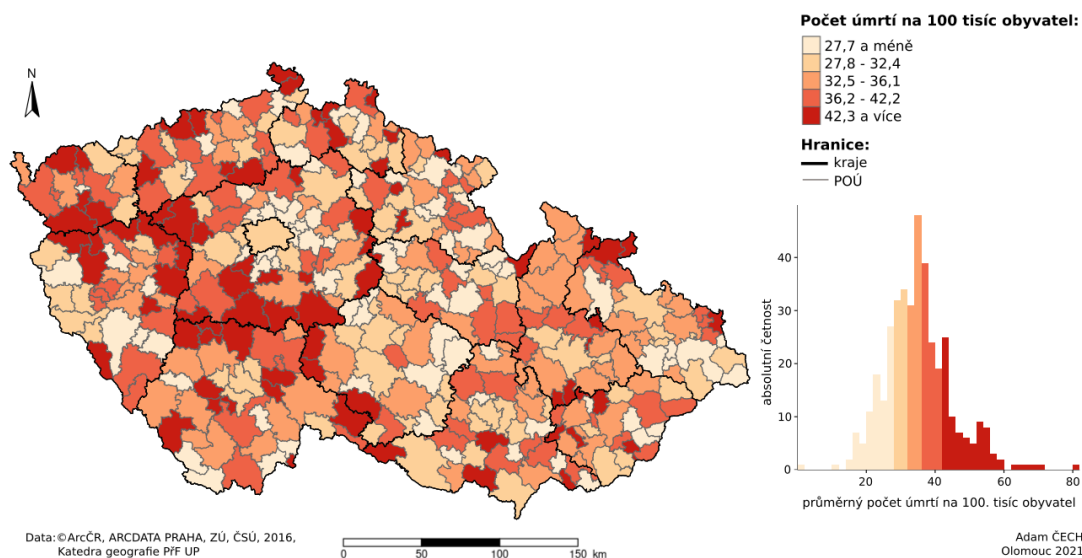 Počet úmrtí na 100 tisíc obyvatel:
27,7 a méně
27,8 - 32,4
32,5 - 36,1
36,2 - 42,2
42,3 a více
Hranice:
kraje
POÚ
N
absolutní četnost
40
30
20
10
0
20
40
60
80
průměrný počet úmrtí na 100. tisíc obyvatel
Data:©ArcČR, ARCDATA PRAHA, ZÚ, ČSÚ, 2016,
Katedra geografie PřF UP
0
50
100
150 km
Adam ČECH
Olomouc 2021